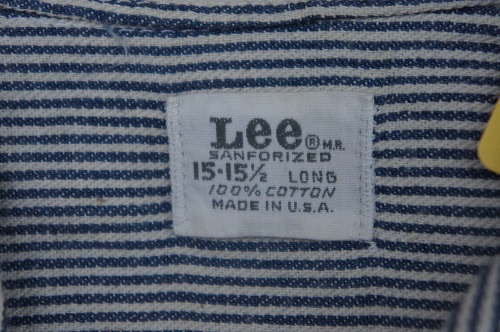 Lee ® M.R.
SANFORIZED
15-15½ LONG
100% COTTON
MADE IN U.S.A.